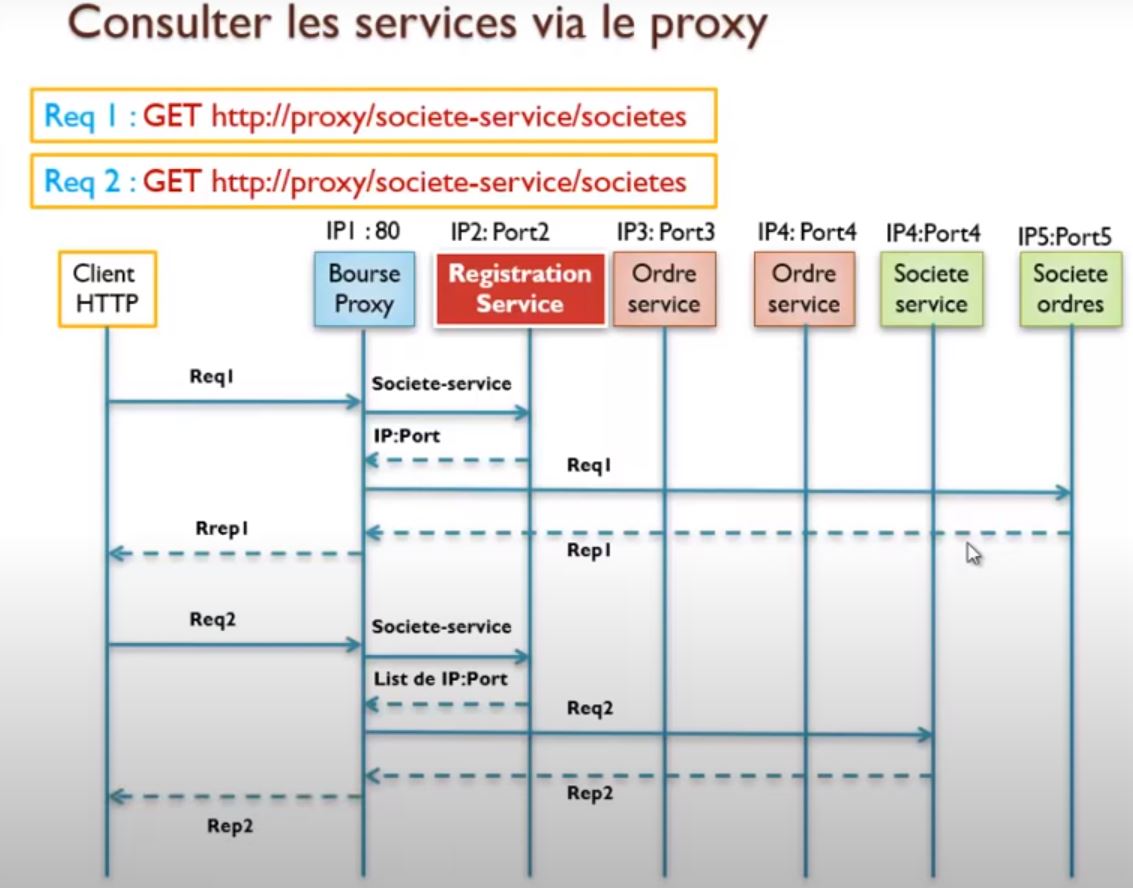 Consulter les services via le proxy
Req 1 : GET http://proxy/societe-service/societes
Req 2 : GET http://proxy/societe-service/societes
IP1 : 80
IP2: Port2
IP3: Port3
IP4: Port4
IP4:Port4
IP5:Port5
Client
HTTP
Bourse
Proxy
Registration
Service
Ordre
service
Ordre
service
Societe
service
Societe
ordres
Req1
Societe-service
IP:Port
Req1
Rrep1
Rep1
Req2
Societe-service
List de IP:Port
Req2
Rep2
Rep2